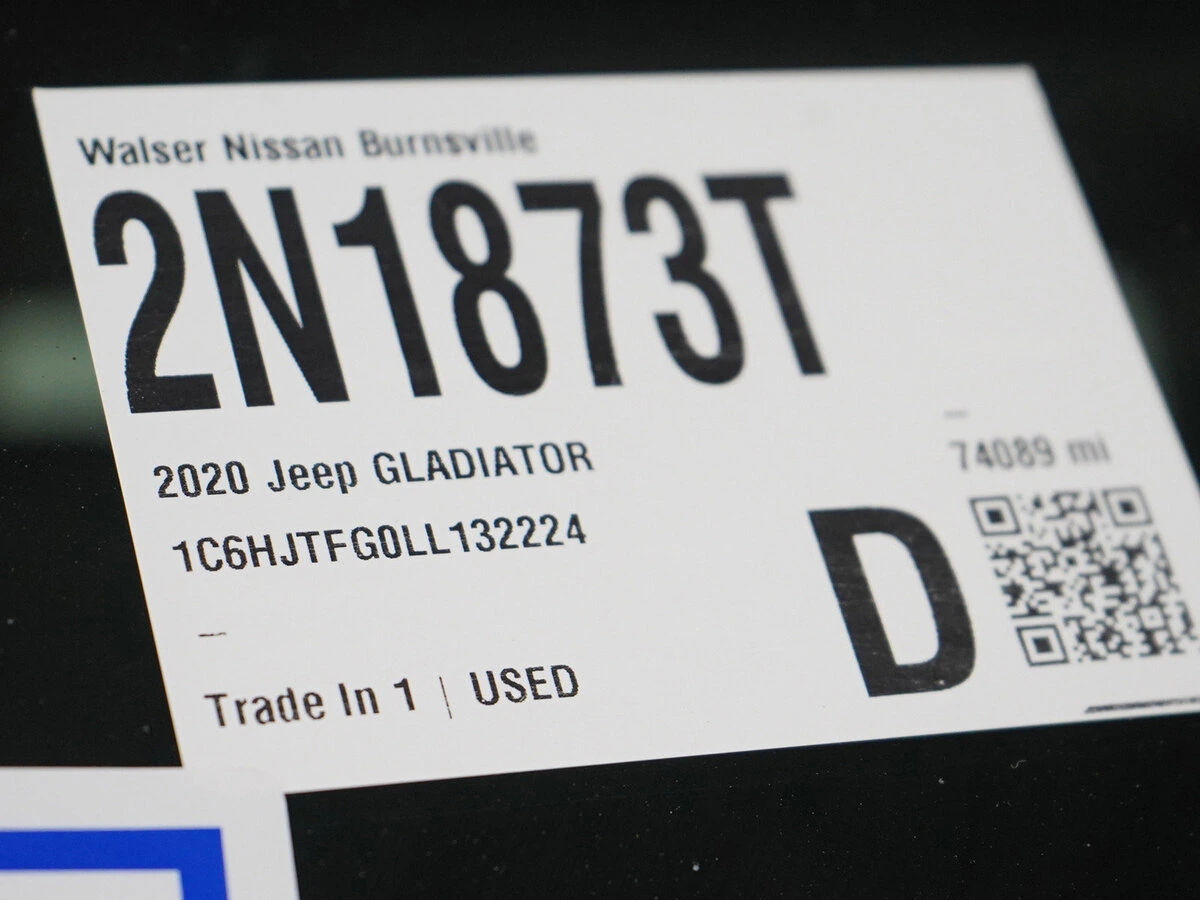 Walser Nissan Burnsville
2N1873T
2020 Jeep GLADIATOR
1C6HJTFG0LL132224
–
Trade In 1 | USED
–
74089 mi
D